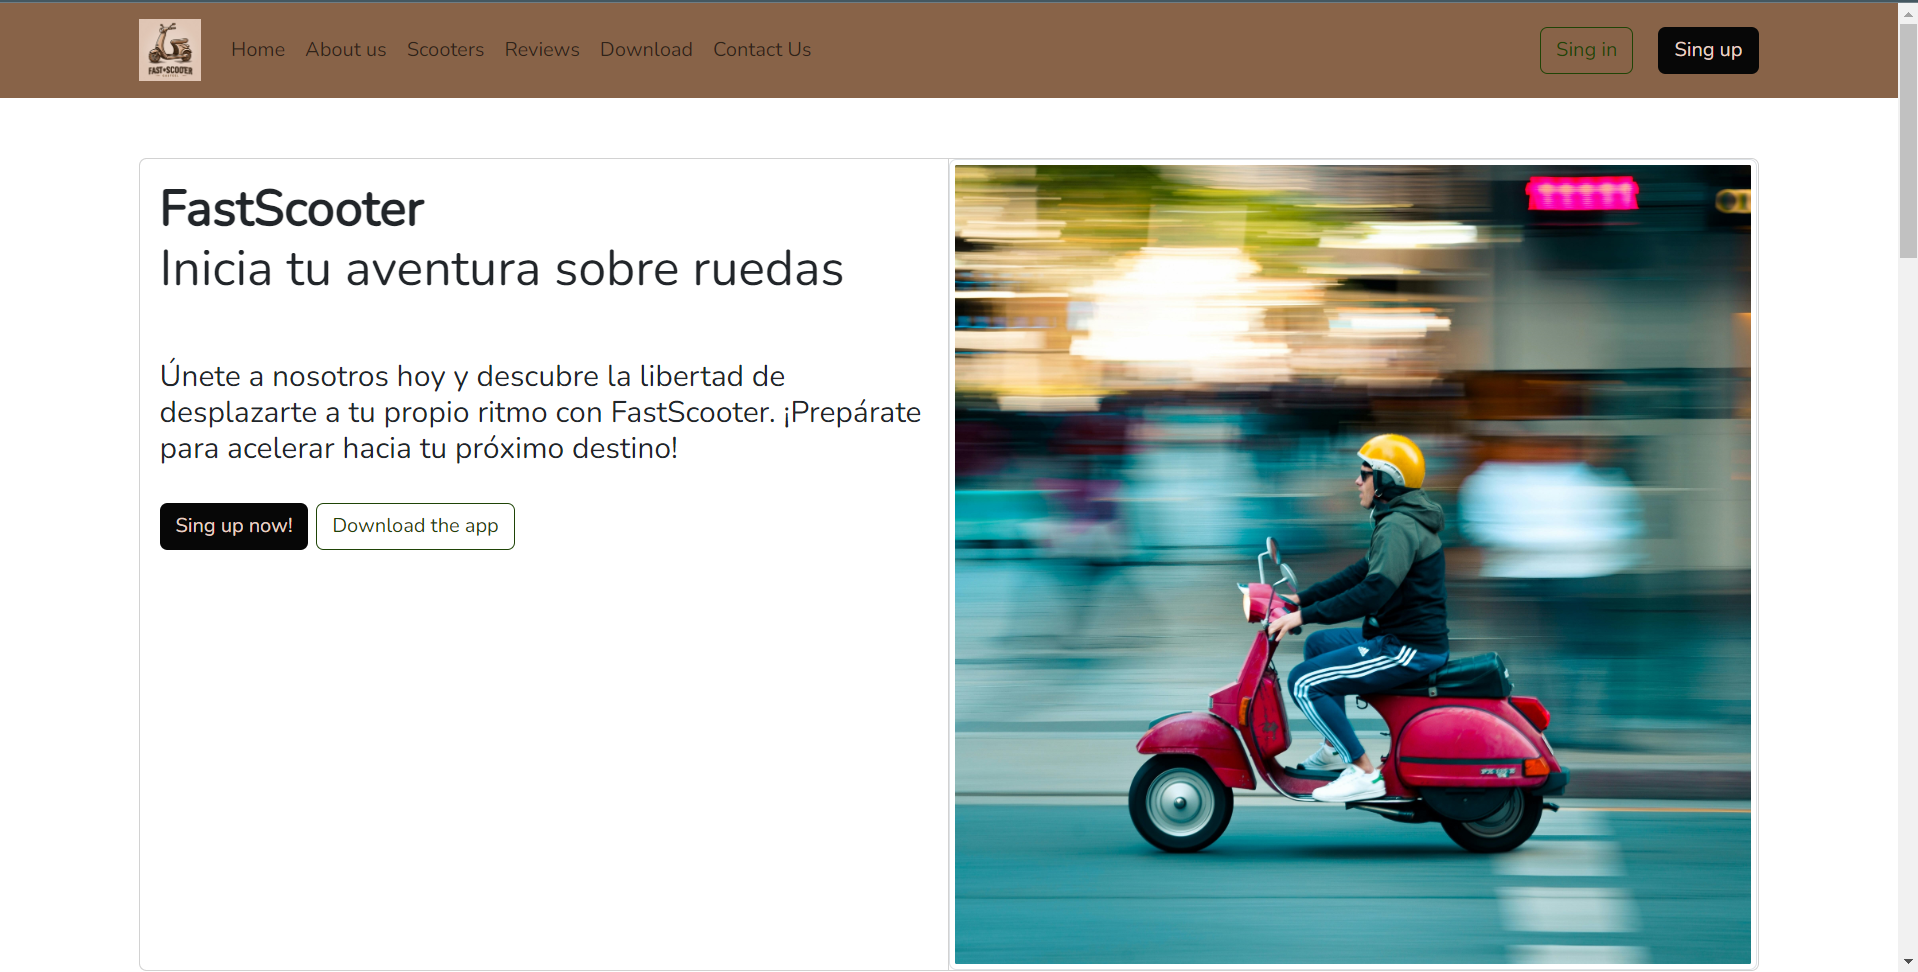 FAST★SCOOTER
Home About us Scooters Reviews Download Contact Us
Sing in Sing up
FastScooter
Inicia tu aventura sobre ruedas
Únete a nosotros hoy y descubre la libertad de
desplazarte a tu propio ritmo con FastScooter. ¡Prepárate
para acelerar hacia tu próximo destino!
Sing up now! Download the app